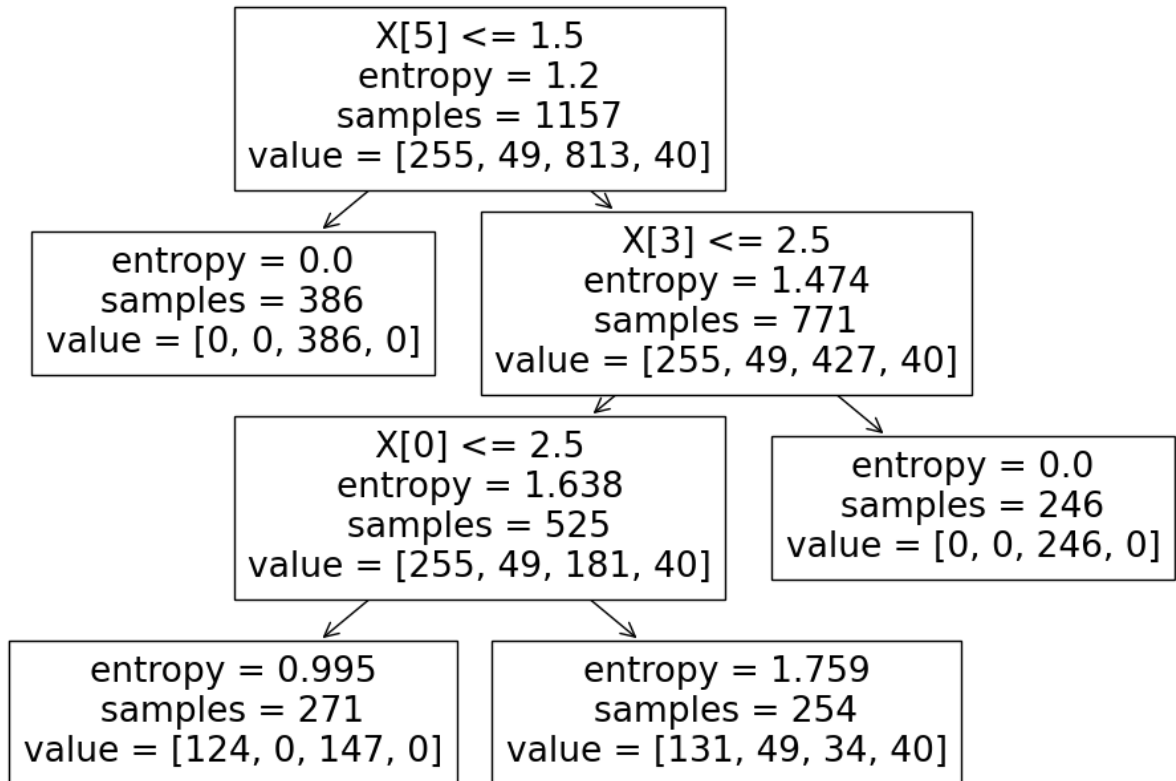 X[5] <= 1.5
entropy = 1.2
samples = 1157
value = [255, 49, 813, 40]
entropy = 0.0
samples = 386
value = [0, 0, 386, 0]
X[3] <= 2.5
entropy = 1.474
samples = 771
value = [255, 49, 427, 40]
X[0] <= 2.5
entropy = 1.638
samples = 525
value = [255, 49, 181, 40]
entropy = 0.0
samples = 246
value = [0, 0, 246, 0]
entropy = 0.995
samples = 271
value = [124, 0, 147, 0]
entropy = 1.759
samples = 254
value = [131, 49, 34, 40]